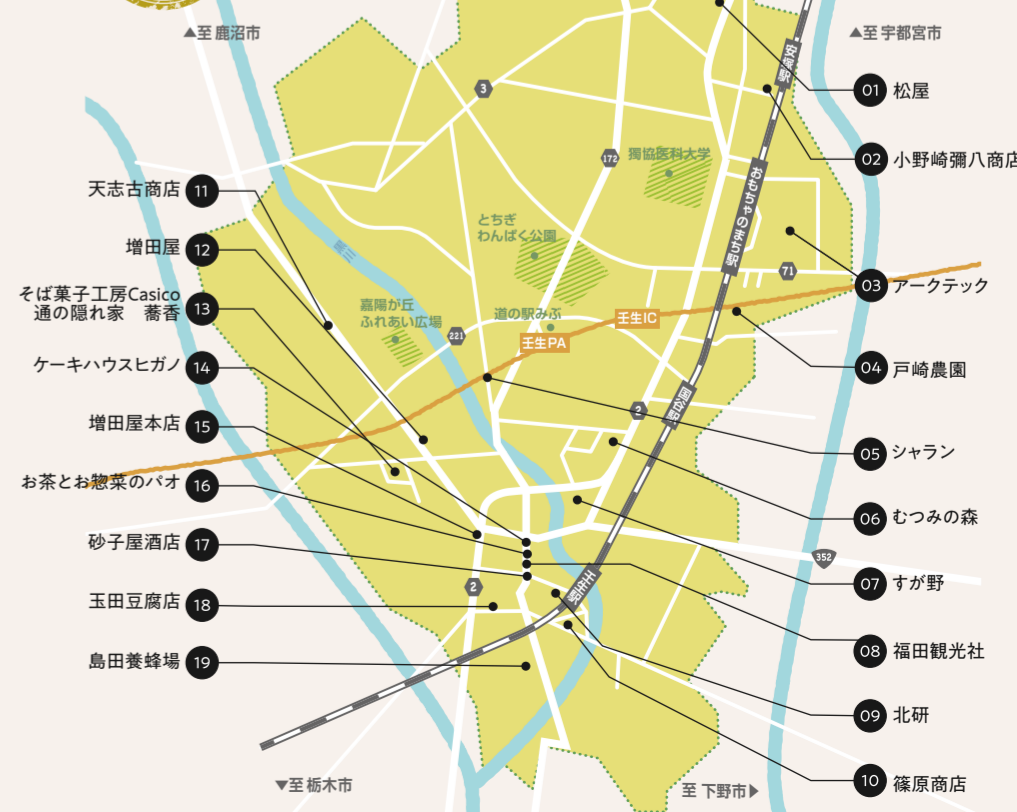 ▲至 鹿沼市
▲至 宇都宮市
安塚駅
01 松屋
3
02 小野崎彌八商店
172
獨協医科大学
おもちゃのまち駅
天志古商店 11
とちぎ
わんぱく公園
増田屋 12
黒川
71
03 アークテック
そば菓子工房Casico
通の隠れ家 蕎香 13
嘉陽が丘
ふれあい広場
道の駅みぶ
壬生IC
221
壬生PA
ケーキハウスヒガノ 14
04 戸崎農園
国谷駅
2
増田屋本店 15
05 シャラン
お茶とお惣菜のパオ 16
06 むつみの森
砂子屋酒店 17
352
07 すが野
2
壬生駅
玉田豆腐店 18
08 福田観光社
島田養蜂場 19
09 北研
▼至 栃木市
至 下野市▶
10 篠原商店